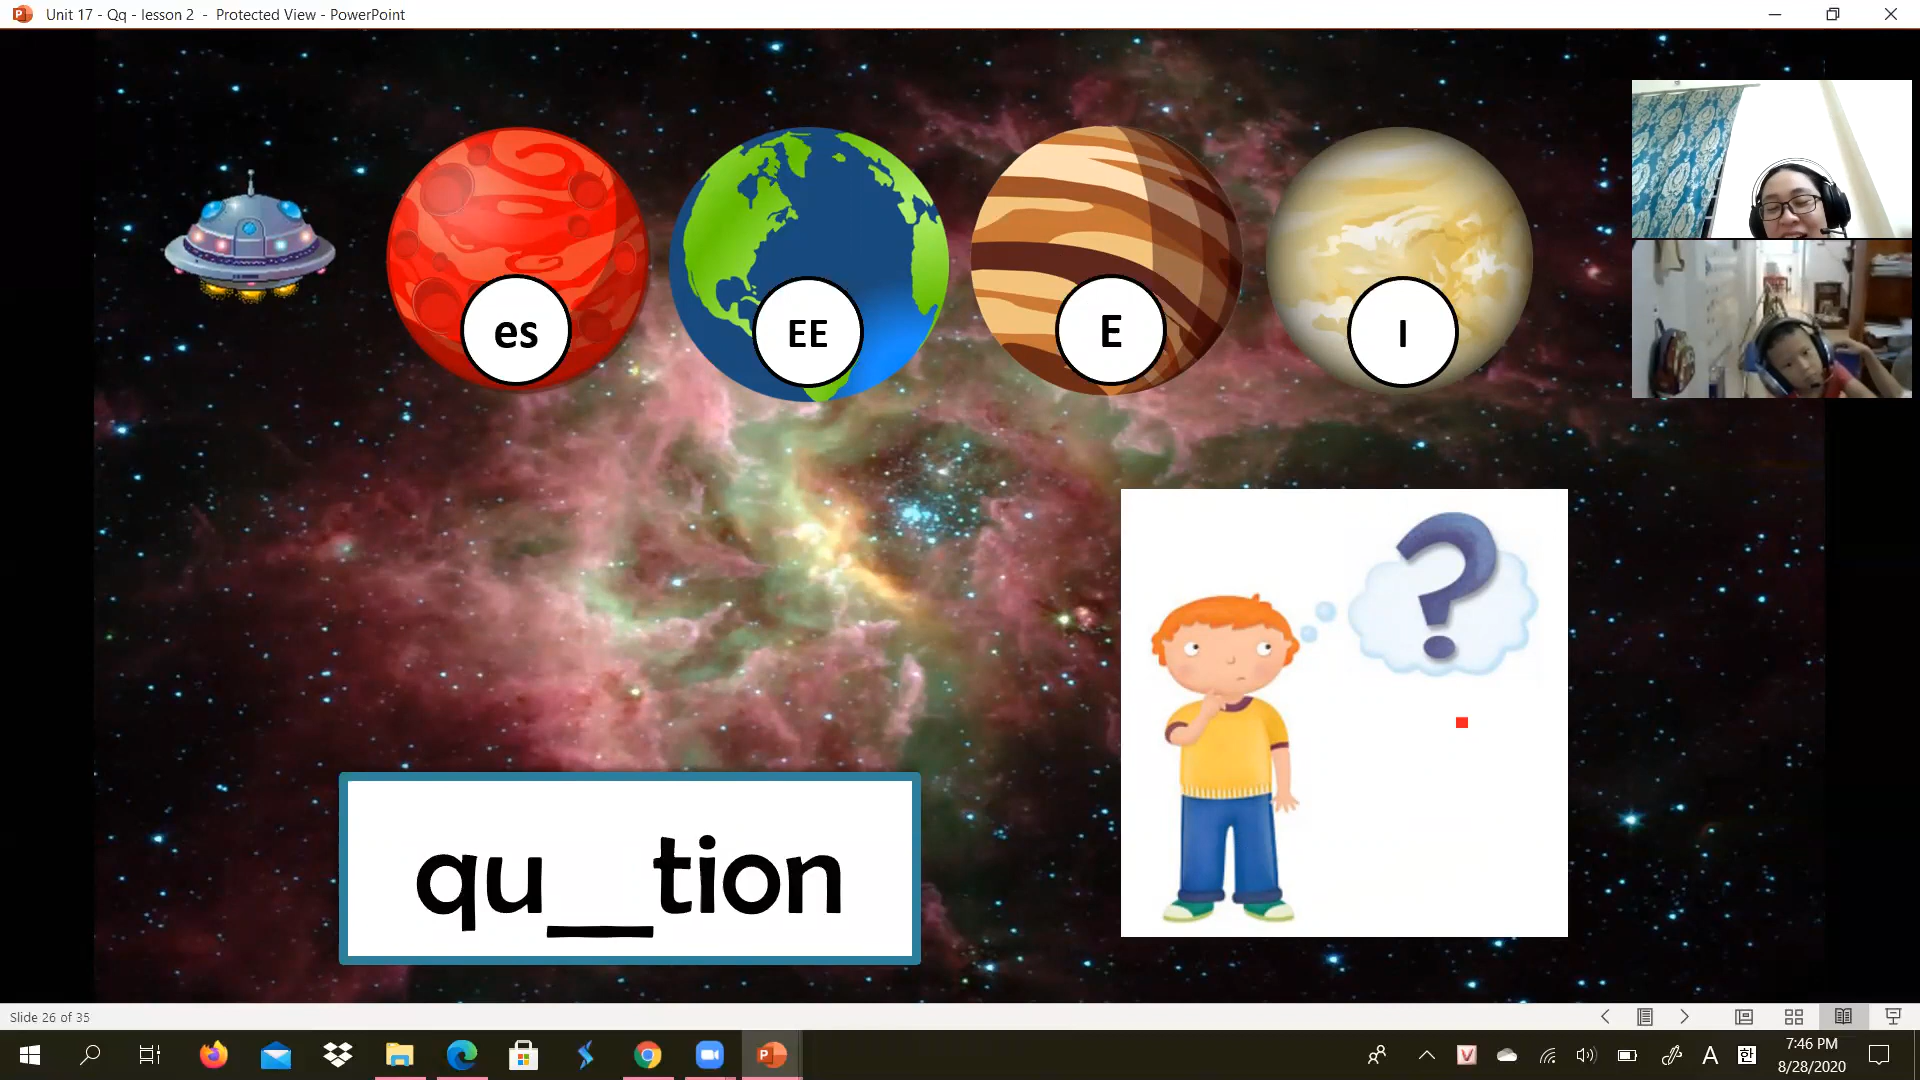 Unit 17 - Qq - lesson 2 - Protected View - PowerPoint
es
EE
E
I
?
qu__tion
Slide 26 of 35
7:46 PM
8/28/2020
A
한